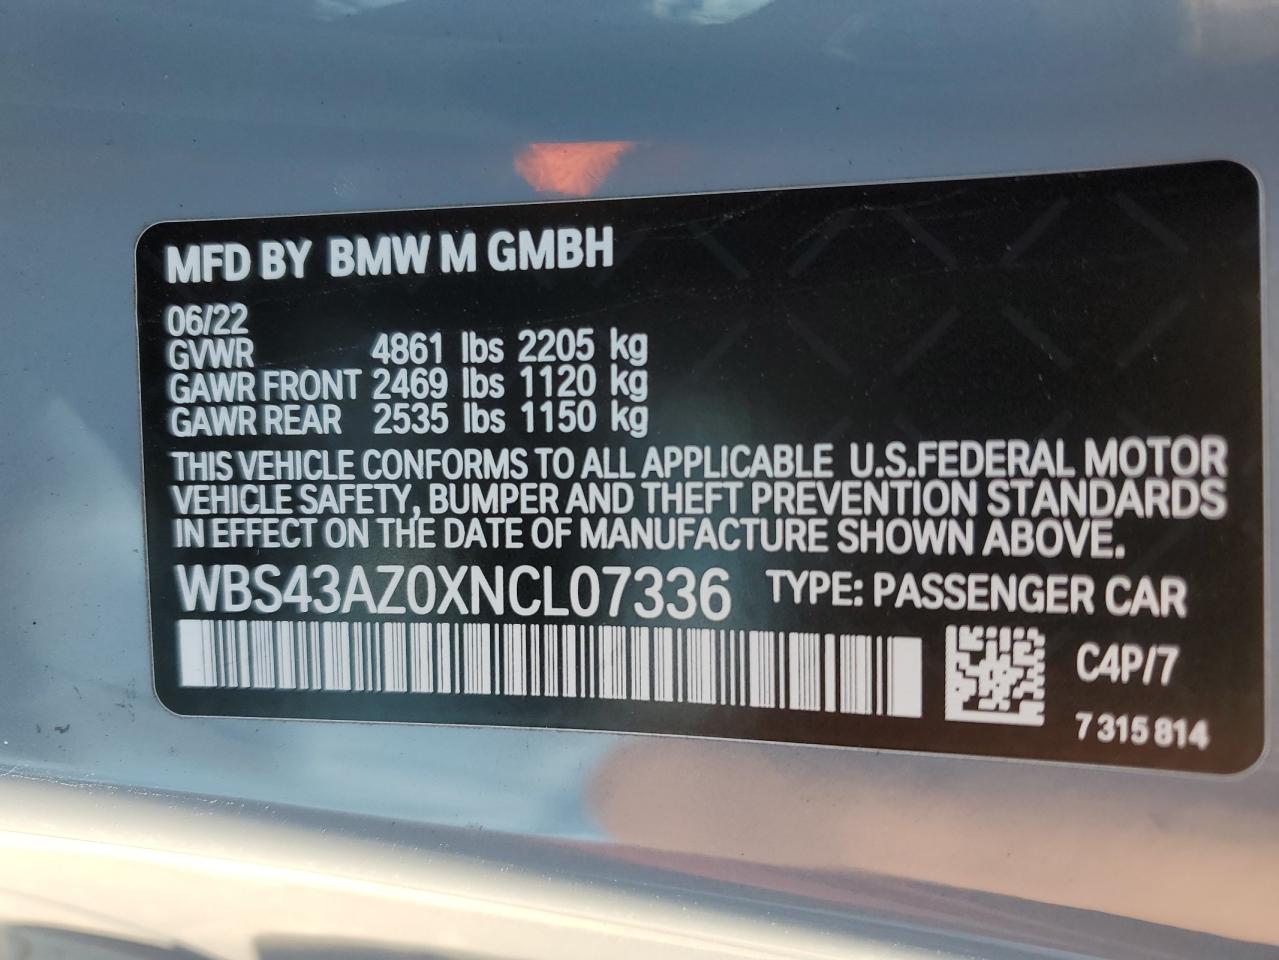 MFD BY BMW M GMBH
06/22
GVWR 4861 lbs 2205 kg
GAWR FRONT 2469 lbs 1120 kg
GAWR REAR 2535 lbs 1150 kg
THIS VEHICLE CONFORMS TO ALL APPLICABLE U.S.FEDERAL MOTOR
VEHICLE SAFETY, BUMPER AND THEFT PREVENTION STANDARDS
IN EFFECT ON THE DATE OF MANUFACTURE SHOWN ABOVE.
WBS43AZ0XNCL07336 TYPE: PASSENGER CAR
C4P/7
7 315 814